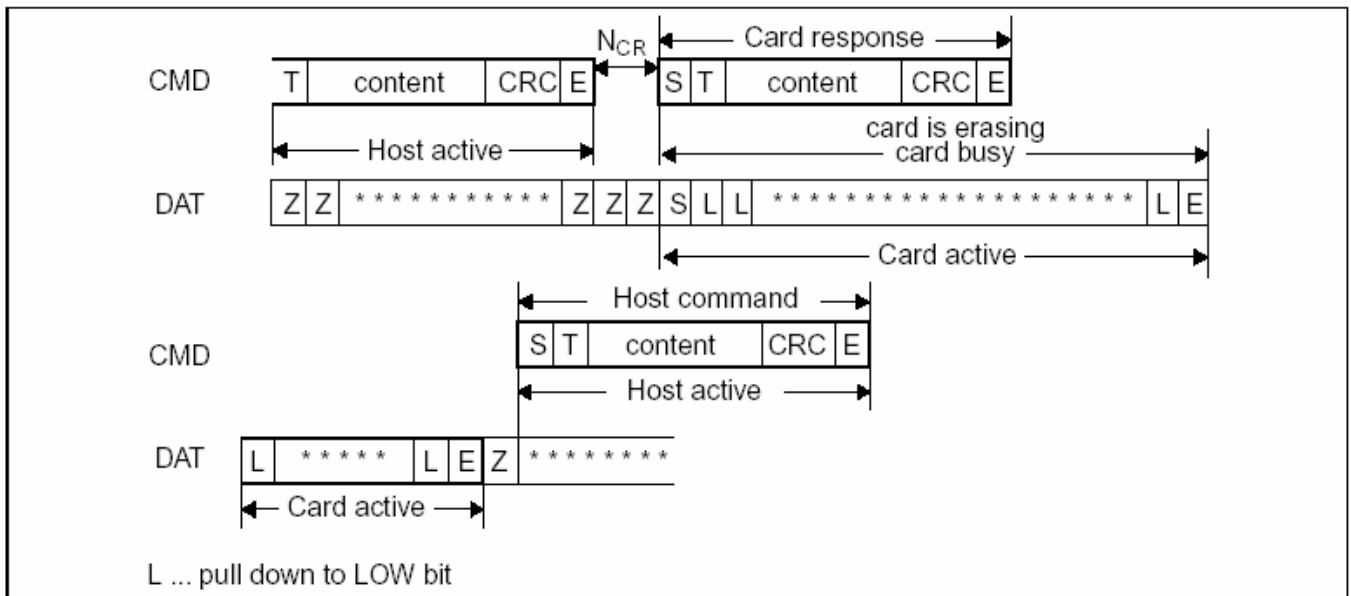 N_CR Card response
CMD T content CRC E S T content CRC E
card is erasing
Host active card busy
DAT Z Z * * * * * * * * * * * Z Z Z S L L * * * * * * * * * * * * * * * * * * * * L E
Card active
Host command
CMD S T content CRC E
Host active
DAT L * * * * * L E Z * * * * * * * *
Card active
L ... pull down to LOW bit